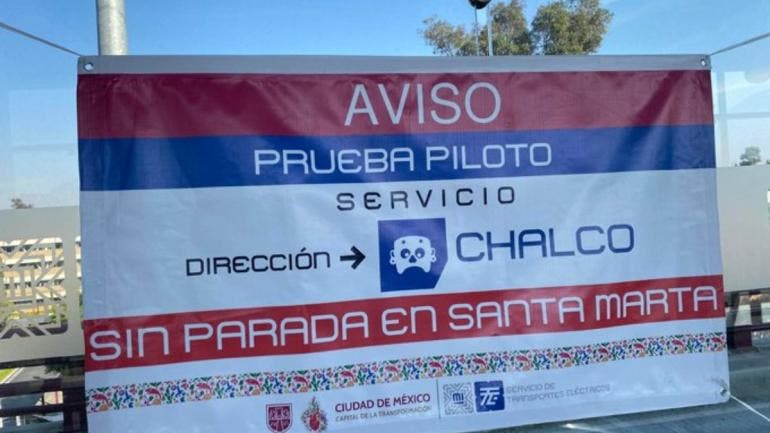 AVISO
PRUEBA PILOTO
SERVICIO
DIRECCIÓN → CHALCO
SIN PARADA EN SANTA MARTA
CIUDAD DE MÉXICO
CAPITAL DE LA TRANSFORMACIÓN
MI
SERVICIO DE
TRANSPORTES ELÉCTRICOS